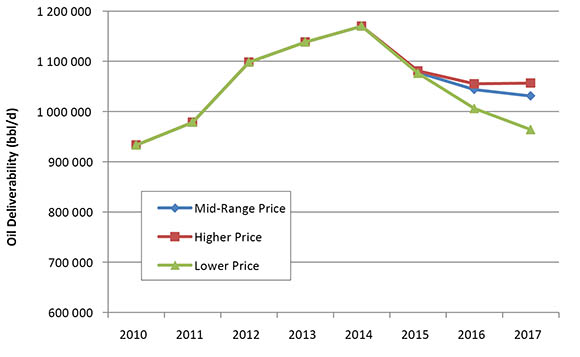 Oil Deliverability (bbl/d)
1 200 000
1 100 000
1 000 000
900 000
800 000
700 000
600 000
Mid-Range Price
Higher Price
Lower Price
2010 2011 2012 2013 2014 2015 2016 2017